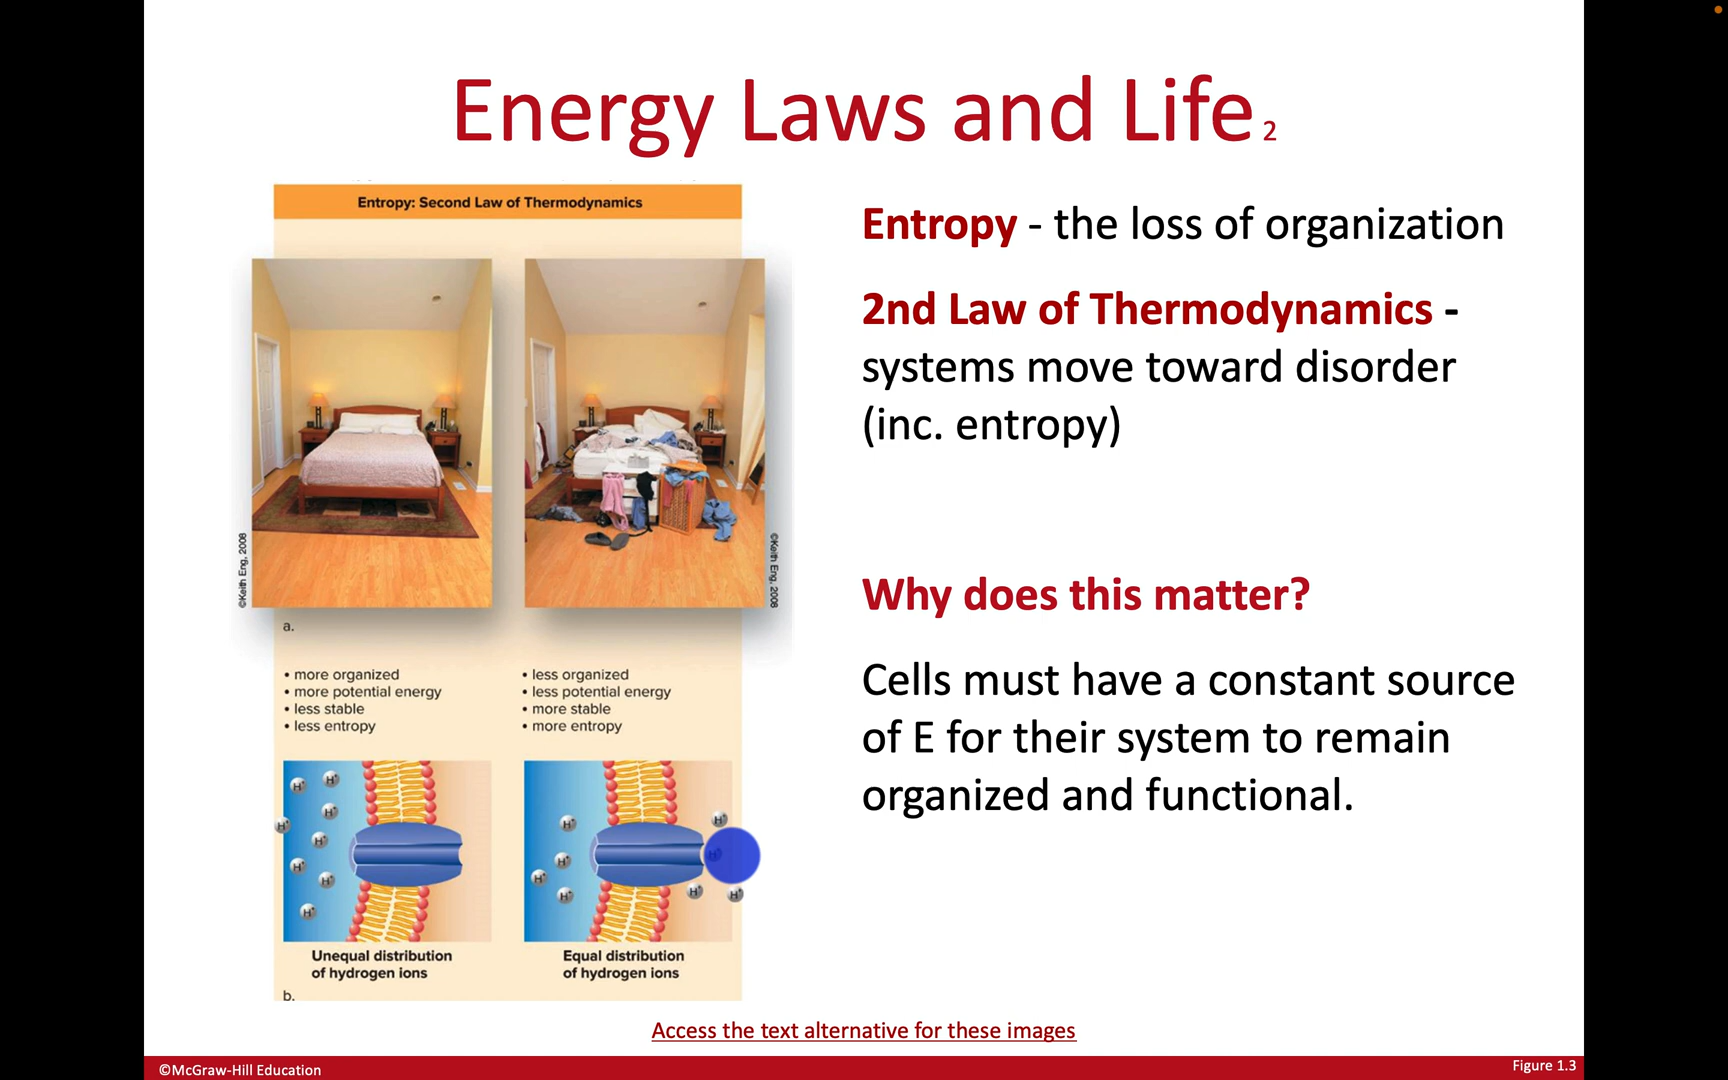 Energy Laws and Life 2
Entropy: Second Law of Thermodynamics
©Keith Eng, 2008
©Keith Eng, 2008
a.
• more organized
• more potential energy
• less stable
• less entropy
• less organized
• less potential energy
• more stable
• more entropy
H+ H+
H+
H+
H+
H+
H+
H+
Unequal distribution
of hydrogen ions
H+
H+
H+
H+
H+
H+
H+
H+
Equal distribution
of hydrogen ions
b.
Entropy - the loss of organization
2nd Law of Thermodynamics -
systems move toward disorder
(inc. entropy)
Why does this matter?
Cells must have a constant source
of E for their system to remain
organized and functional.
Access the text alternative for these images
©McGraw-Hill Education
Figure 1.3